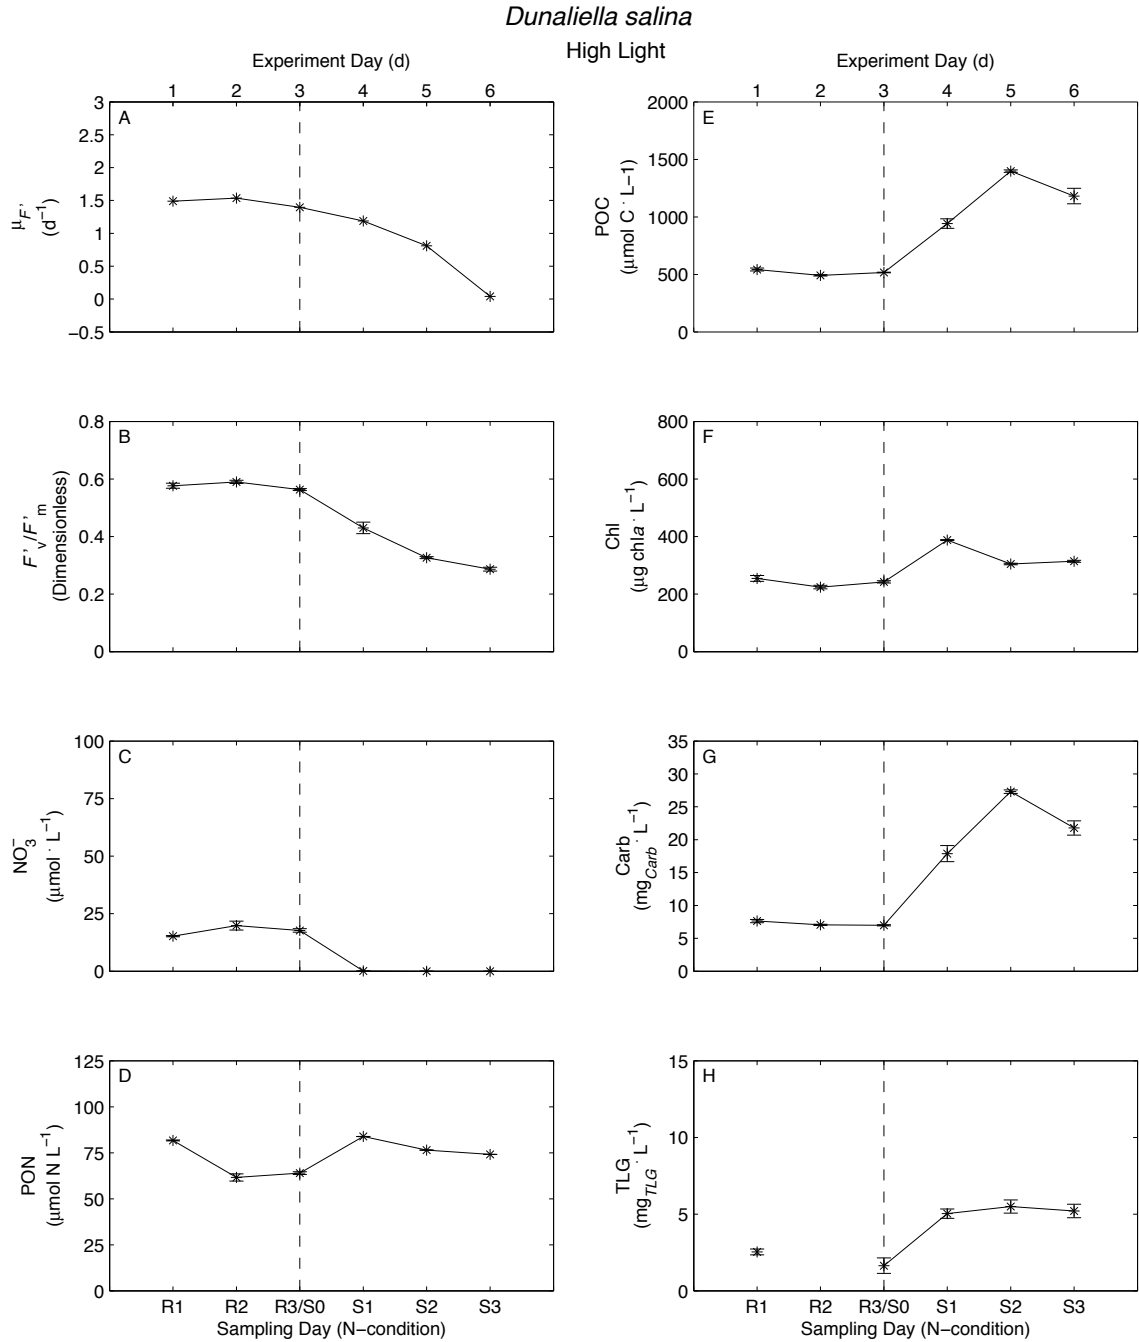 Dunaliella salina
High Light
Experiment Day (d)
1 2 3 4 5 6
A
3
2.5
2
1.5
1
0.5
0
−0.5
μF'
(d−1)
B
0.8
0.6
0.4
0.2
0
F'v/F'm
(Dimensionless)
C
100
75
50
25
0
NO3−
(μmol · L−1)
D
125
100
75
50
25
0
PON
(μmol N L−1)
R1 R2 R3/S0 S1 S2 S3
Sampling Day (N−condition)
Experiment Day (d)
1 2 3 4 5 6
E
2000
1500
1000
500
0
POC
(μmol C · L−1)
F
800
600
400
200
0
Chl
(μg chla · L−1)
G
35
30
25
20
15
10
5
0
Carb
(mgCarb · L−1)
H
15
10
5
0
TLG
(mgTLG · L−1)
R1 R2 R3/S0 S1 S2 S3
Sampling Day (N−condition)